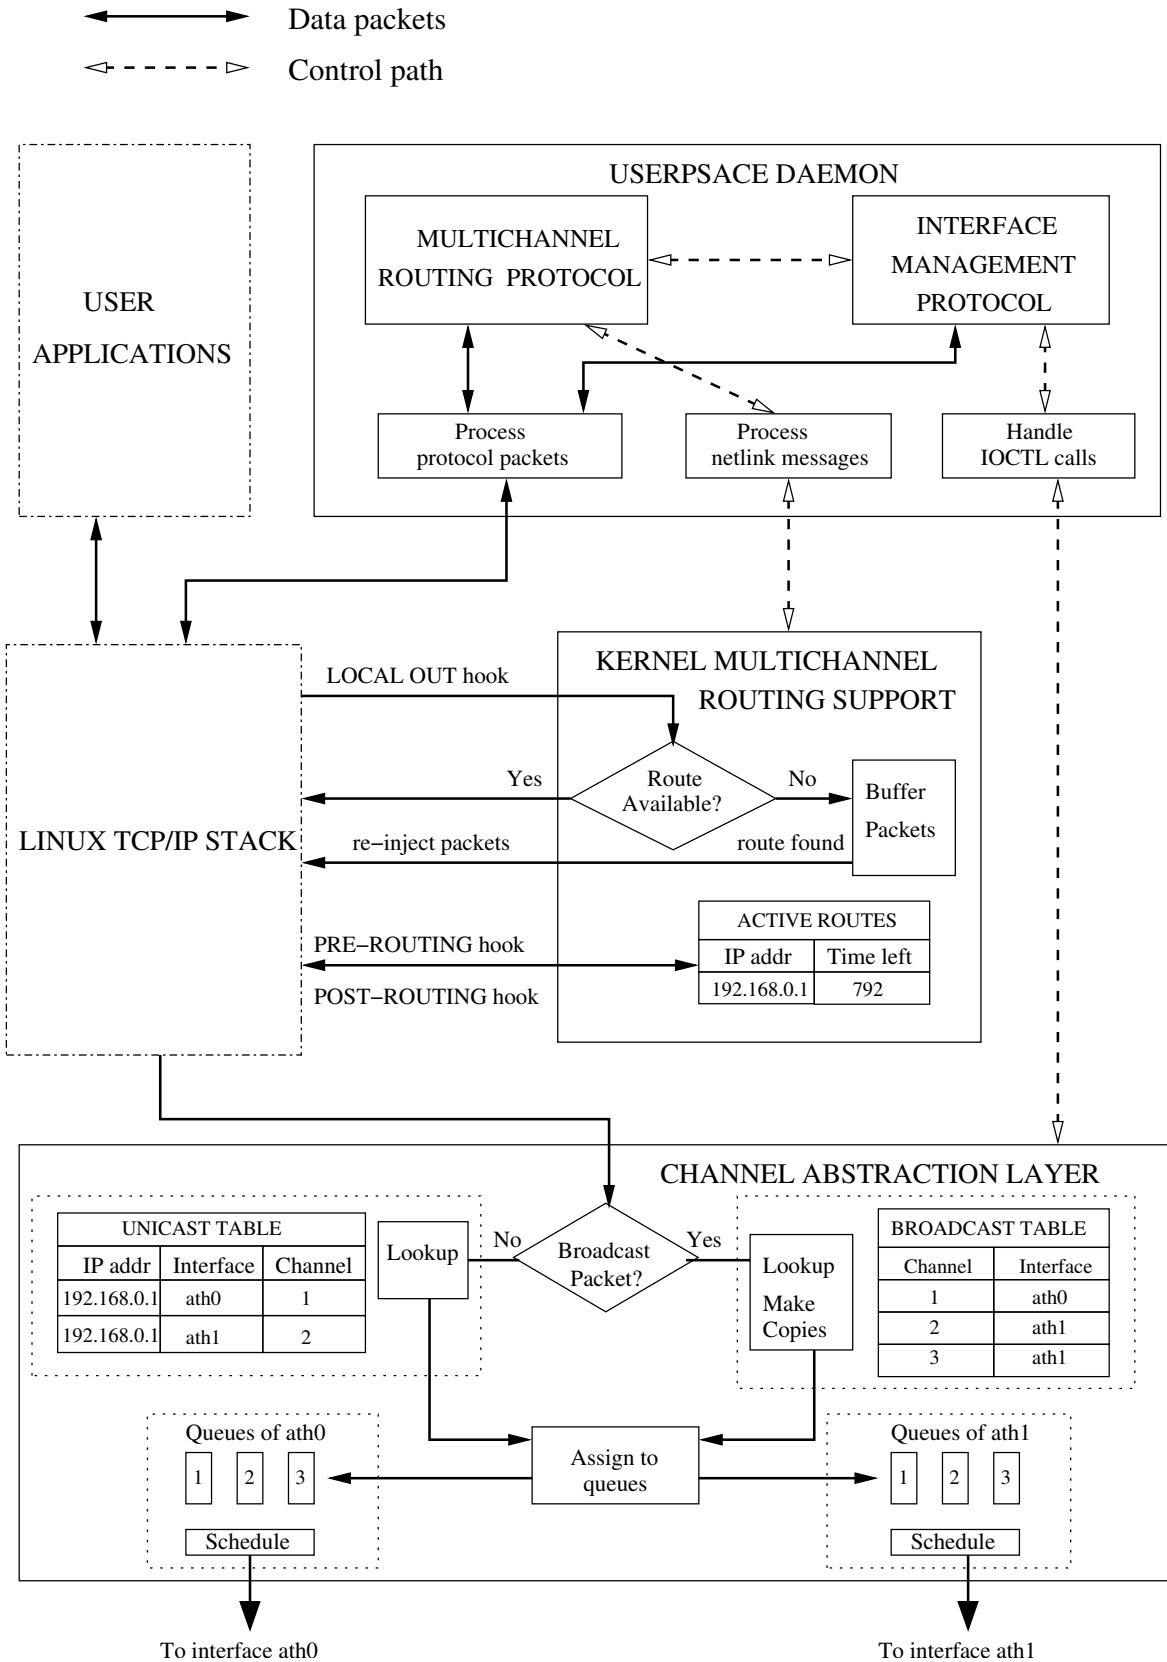 Data packets
Control path
USERPSACE DAEMON
MULTICHANNEL
ROUTING PROTOCOL
INTERFACE
MANAGEMENT
PROTOCOL
USER
APPLICATIONS
Process
protocol packets
Process
netlink messages
Handle
IOCTL calls
KERNEL MULTICHANNEL
ROUTING SUPPORT
LOCAL OUT hook
Route
Available?
Yes
No
Buffer
Packets
LINUX TCP/IP STACK
re-inject packets
route found
ACTIVE ROUTES
IP addr Time left
192.168.0.1 792
PRE-ROUTING hook
POST-ROUTING hook
CHANNEL ABSTRACTION LAYER
UNICAST TABLE
IP addr Interface Channel
192.168.0.1 ath0 1
192.168.0.1 ath1 2
Lookup
No
Broadcast
Packet?
Yes
Lookup
Make
Copies
BROADCAST TABLE
Channel Interface
1 ath0
2 ath1
3 ath1
Queues of ath0
1 2 3
Schedule
Assign to
queues
Queues of ath1
1 2 3
Schedule
To interface ath0
To interface ath1